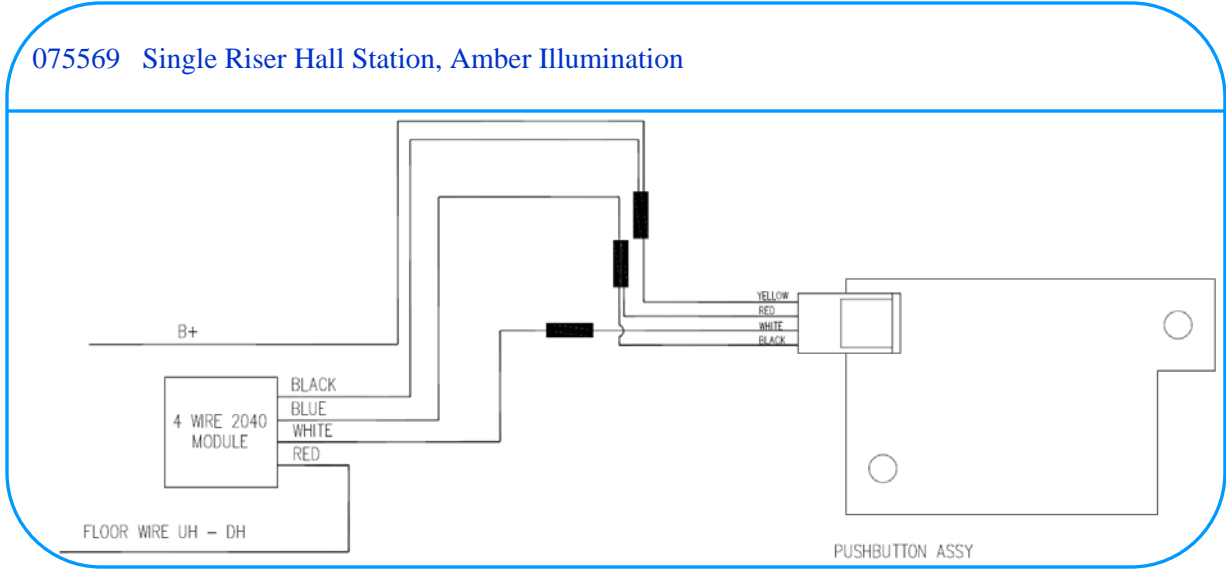 075569 Single Riser Hall Station, Amber Illumination
YELLOW
RED
WHITE
BLACK
B+
BLACK
BLUE
WHITE
RED
4 WIRE 2040
MODULE
FLOOR WIRE UH – DH
PUSHBUTTON ASSY